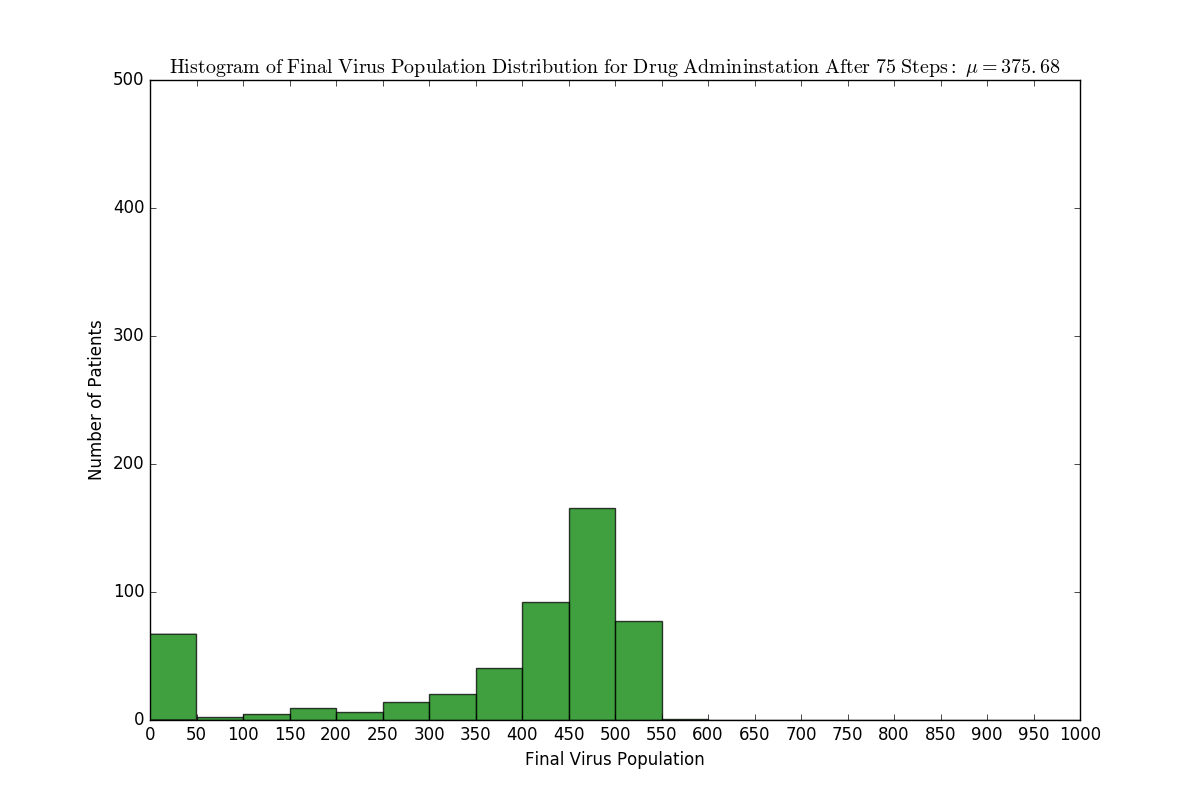 Histogram of Final Virus Population Distribution for Drug Admininstation After 75 Steps: μ = 375.68
500
400
300
200
100
0
Number of Patients
0 50 100 150 200 250 300 350 400 450 500 550 600 650 700 750 800 850 900 950 1000
Final Virus Population